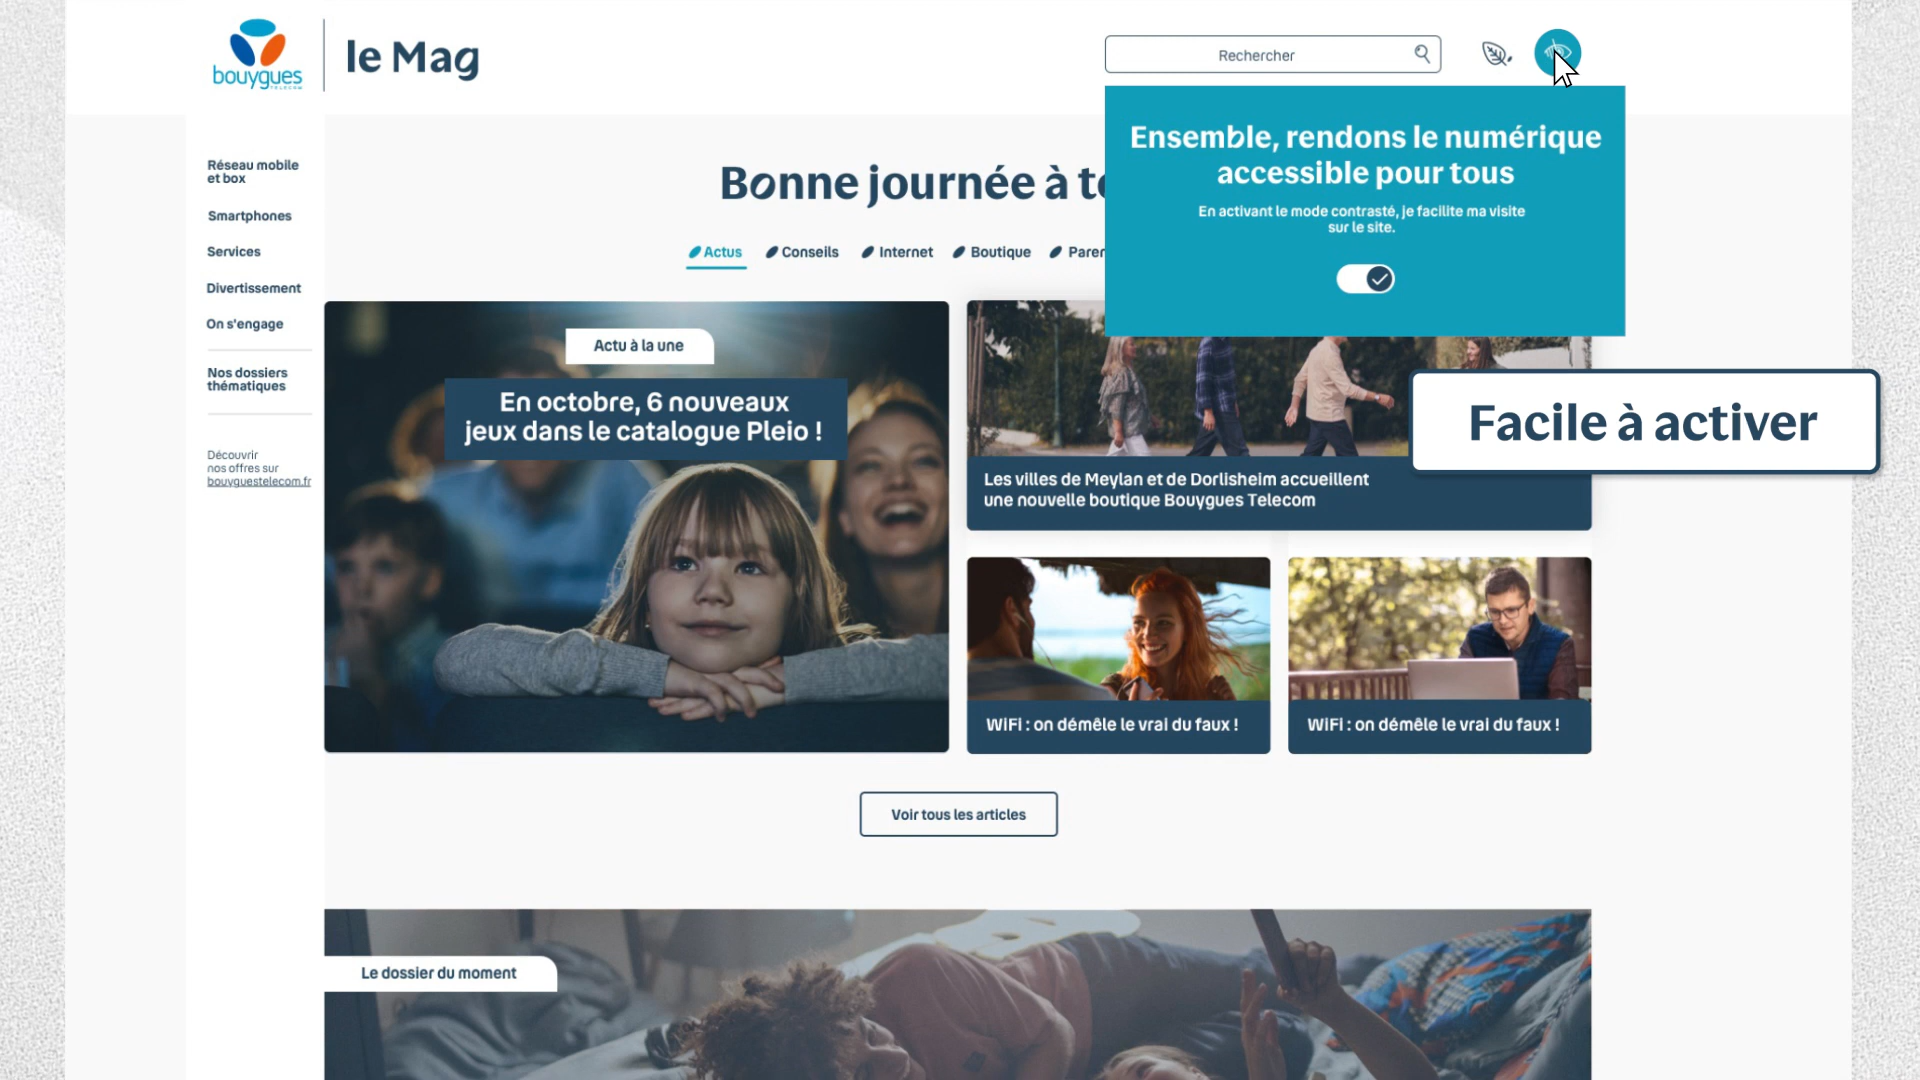 bouygues
TELECOM
le Mag
Rechercher
Ensemble, rendons le numérique
accessible pour tous
En activant le mode contrasté, je facilite ma visite
sur le site.
Réseau mobile
et box
Smartphones
Services
Divertissement
On s'engage
Nos dossiers
thématiques
Découvrir
nos offres sur
bouyguestelecom.fr
Bonne journée à
Actus
Conseils
Internet
Boutique
Actu à la une
En octobre, 6 nouveaux
jeux dans le catalogue Pleio !
Facile à activer
Les villes de Meylan et de Dorlisheim accueillent
une nouvelle boutique Bouygues Telecom
WiFi : on démêle le vrai du faux !
WiFi : on démêle le vrai du faux !
Voir tous les articles
Le dossier du moment